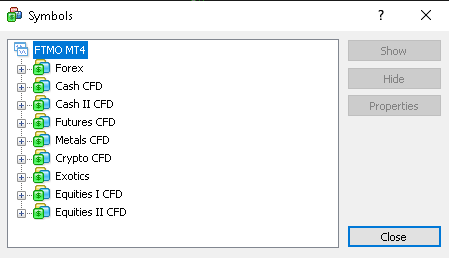 Symbols
?
FTMO MT4
Forex
Cash CFD
Cash II CFD
Futures CFD
Metals CFD
Crypto CFD
Exotics
Equities I CFD
Equities II CFD
Show
Hide
Properties
Close